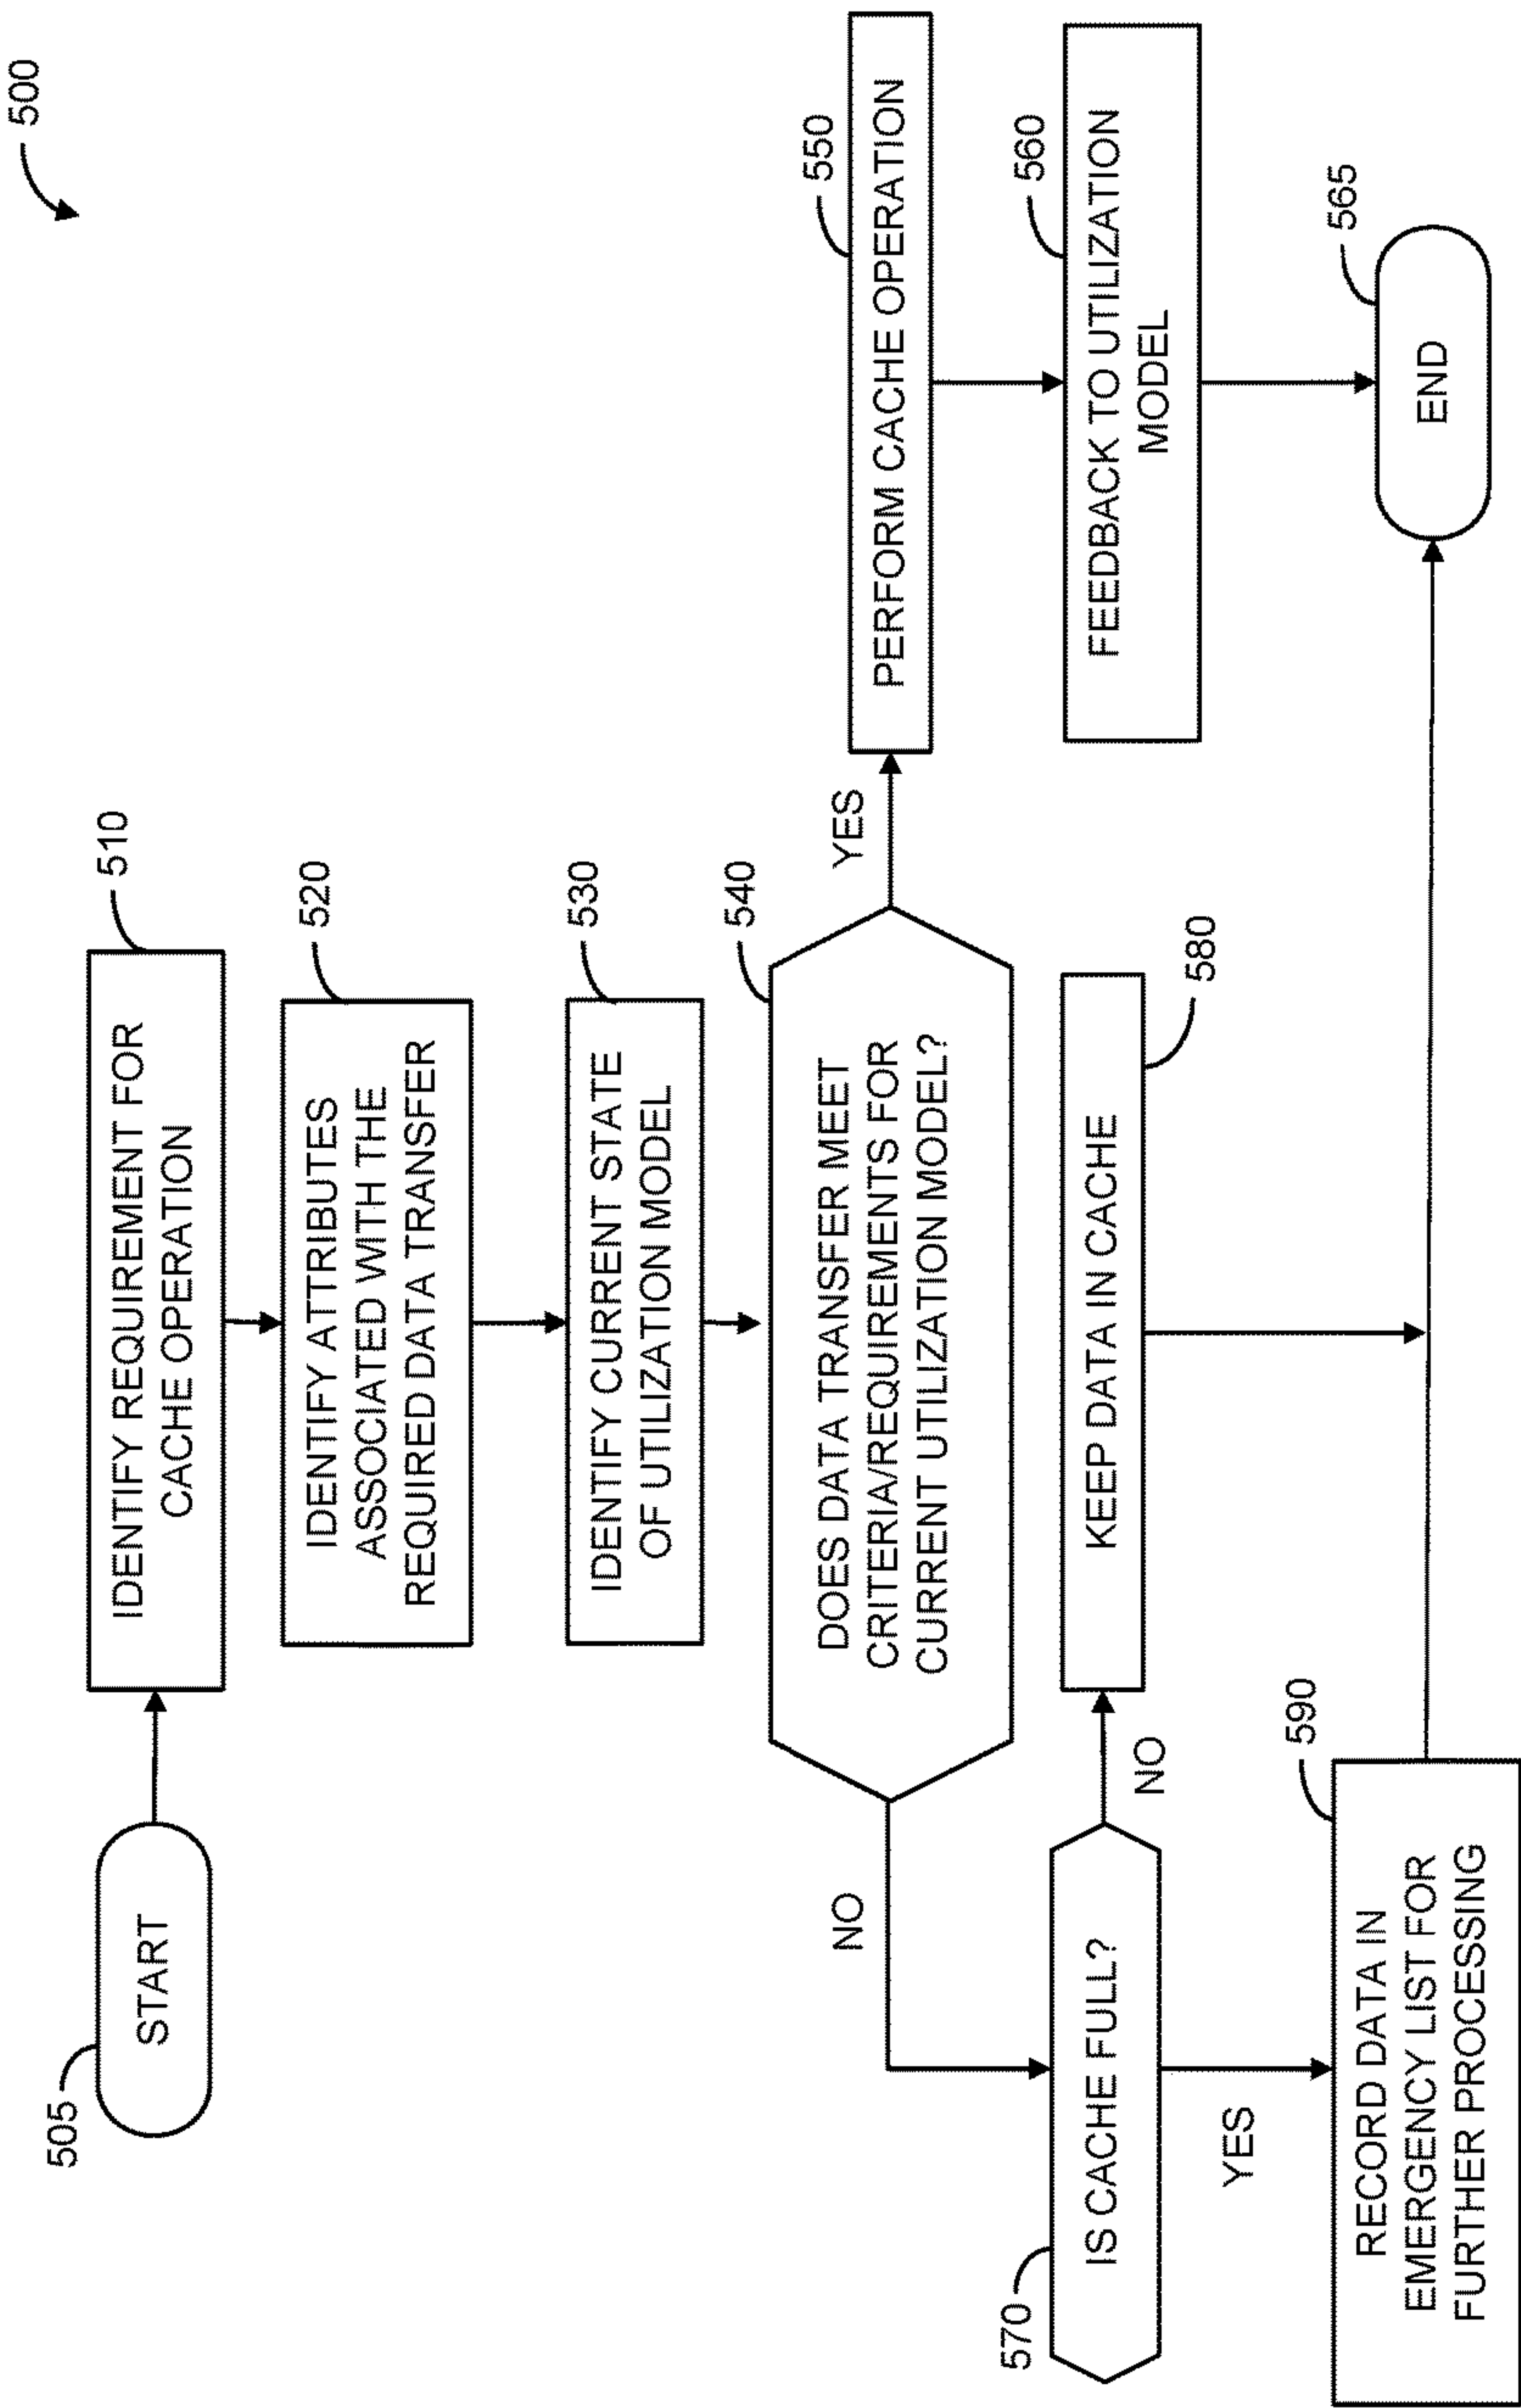 500
505
START
510
IDENTIFY REQUIREMENT FOR
CACHE OPERATION
520
IDENTIFY ATTRIBUTES
ASSOCIATED WITH THE
REQUIRED DATA TRANSFER
530
IDENTIFY CURRENT STATE
OF UTILIZATION MODEL
540
DOES DATA TRANSFER MEET
CRITERIA/REQUIREMENTS FOR
CURRENT UTILIZATION MODEL?
YES
550
PERFORM CACHE OPERATION
560
FEEDBACK TO UTILIZATION
MODEL
565
END
NO
570
IS CACHE FULL?
NO
580
KEEP DATA IN CACHE
YES
590
RECORD DATA IN
EMERGENCY LIST FOR
FURTHER PROCESSING